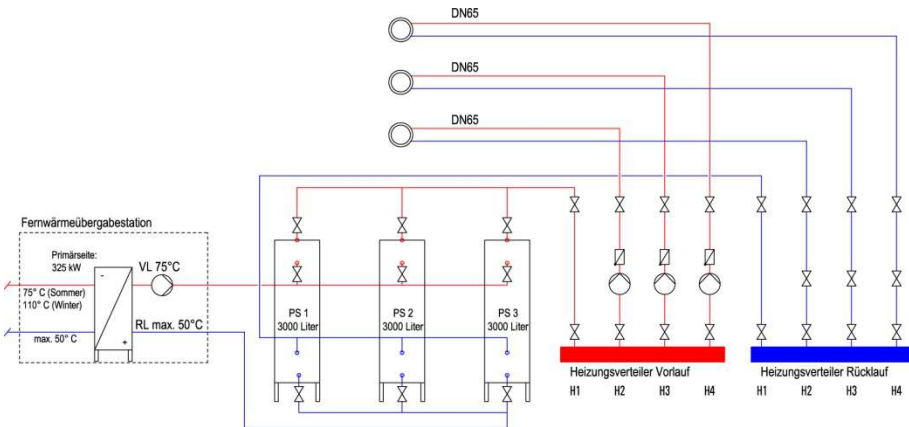 DN65
DN65
DN65
Fernwärmeübergabestation
Primärseite:
325 kW
VL 75°C
75° C (Sommer)
110° C (Winter)
max. 50° C
RL max. 50°C
-
+
PS 1
3000 Liter
PS 2
3000 Liter
PS 3
3000 Liter
Heizungsverteiler Vorlauf
H1 H2 H3 H4
Heizungsverteiler Rücklauf
H1 H2 H3 H4